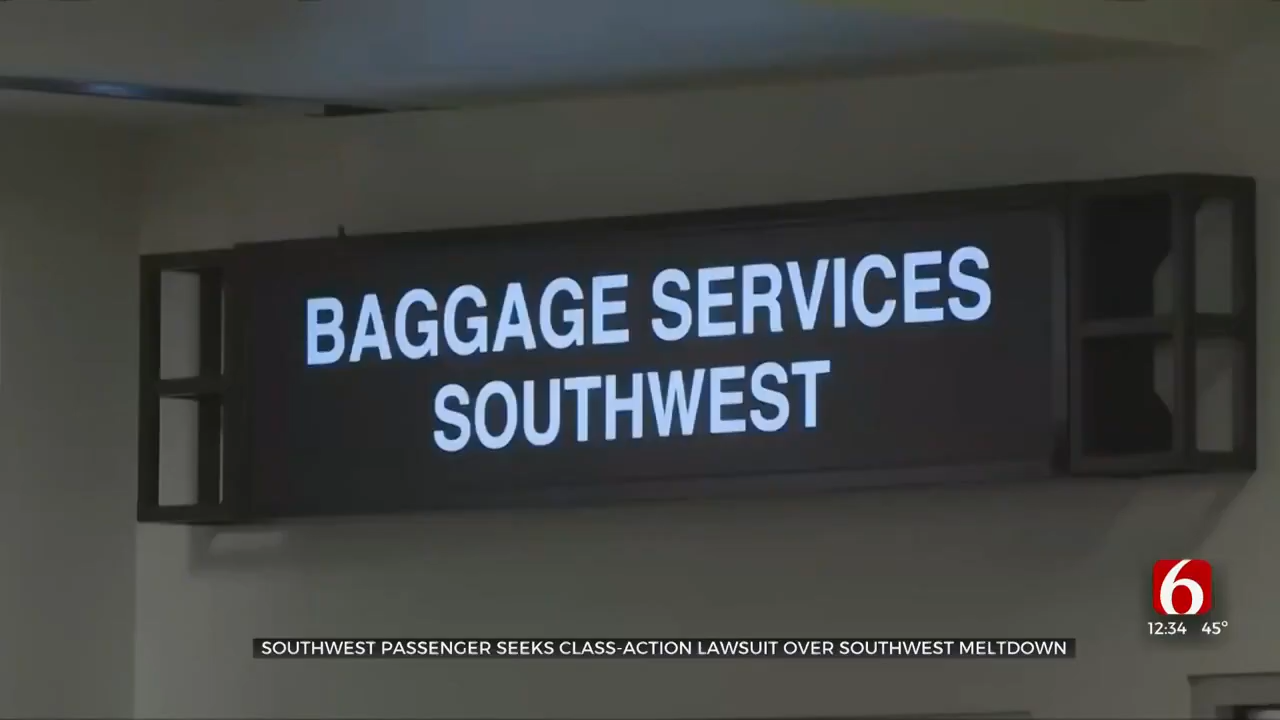 BAGGAGE SERVICES
SOUTHWEST
6
12:34 45°
SOUTHWEST PASSENGER SEEKS CLASS-ACTION LAWSUIT OVER SOUTHWEST MELTDOWN